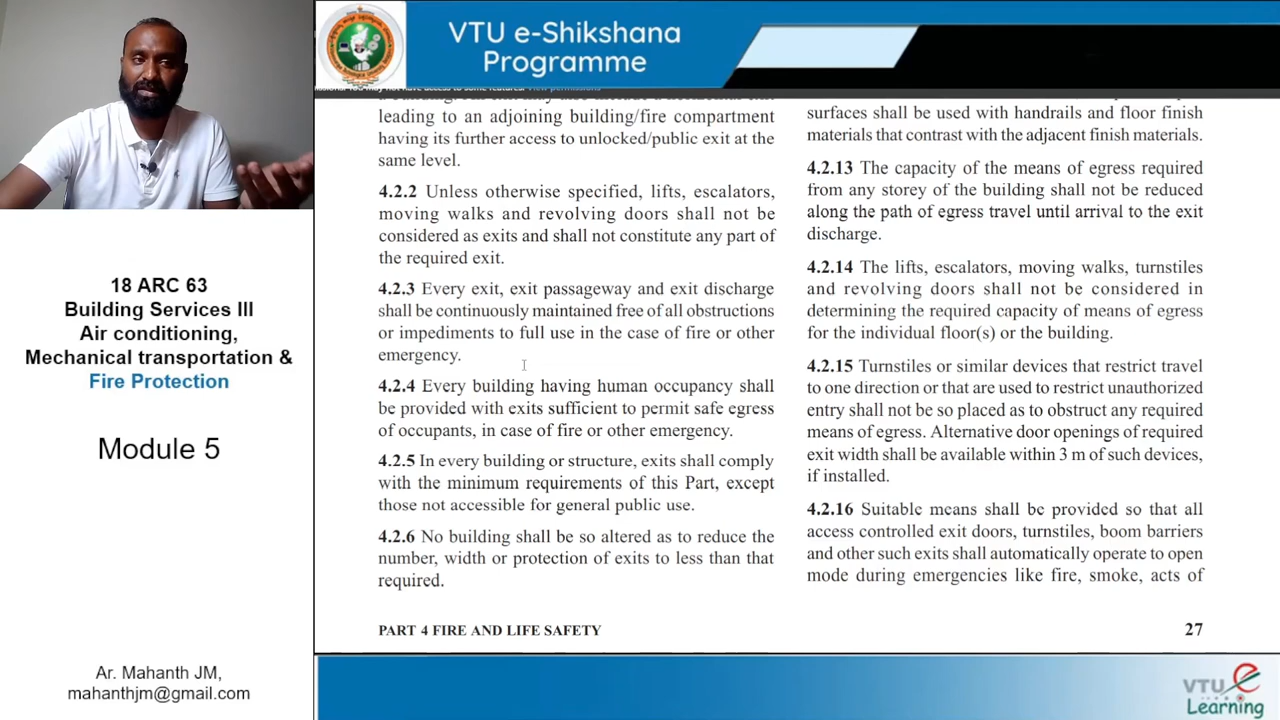 VTU e-Shikshana
Programme
18 ARC 63
Building Services III
Air conditioning,
Mechanical transportation &
Fire Protection
Module 5
Ar. Mahanth JM,
mahanthjm@gmail.com
leading to an adjoining building/fire compartment
having its further access to unlocked/public exit at the
same level.
4.2.2 Unless otherwise specified, lifts, escalators,
moving walks and revolving doors shall not be
considered as exits and shall not constitute any part of
the required exit.
4.2.3 Every exit, exit passageway and exit discharge
shall be continuously maintained free of all obstructions
or impediments to full use in the case of fire or other
emergency.
4.2.4 Every building having human occupancy shall
be provided with exits sufficient to permit safe egress
of occupants, in case of fire or other emergency.
4.2.5 In every building or structure, exits shall comply
with the minimum requirements of this Part, except
those not accessible for general public use.
4.2.6 No building shall be so altered as to reduce the
number, width or protection of exits to less than that
required.
surfaces shall be used with handrails and floor finish
materials that contrast with the adjacent finish materials.
4.2.13 The capacity of the means of egress required
from any storey of the building shall not be reduced
along the path of egress travel until arrival to the exit
discharge.
4.2.14 The lifts, escalators, moving walks, turnstiles
and revolving doors shall not be considered in
determining the required capacity of means of egress
for the individual floor(s) or the building.
4.2.15 Turnstiles or similar devices that restrict travel
to one direction or that are used to restrict unauthorized
entry shall not be so placed as to obstruct any required
means of egress. Alternative door openings of required
exit width shall be available within 3 m of such devices,
if installed.
4.2.16 Suitable means shall be provided so that all
access controlled exit doors, turnstiles, boom barriers
and other such exits shall automatically operate to open
mode during emergencies like fire, smoke, acts of
PART 4 FIRE AND LIFE SAFETY
27
VTU
Learning